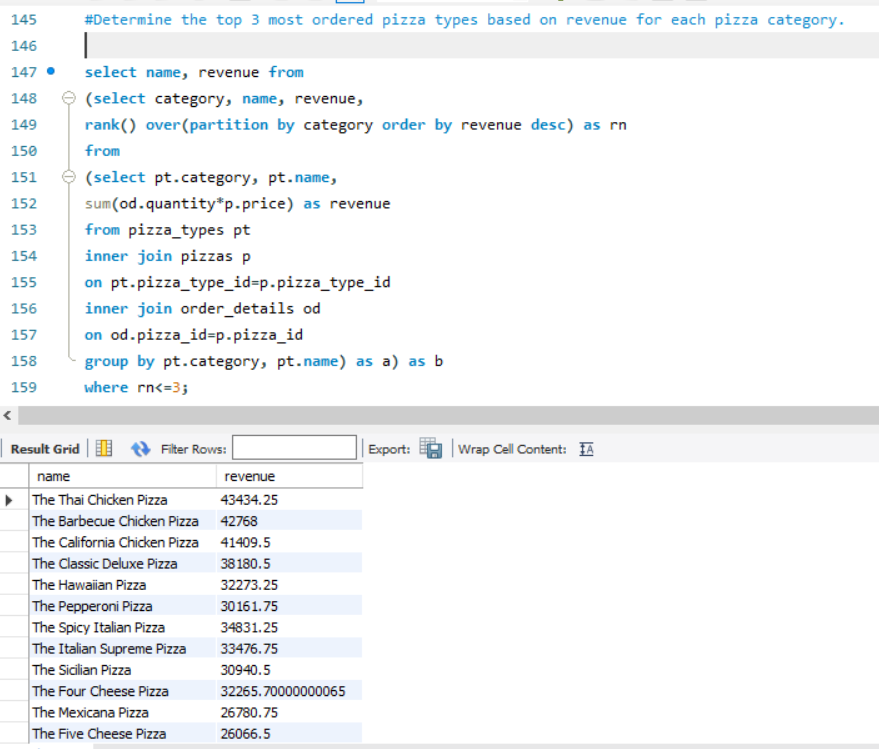 145 #Determine the top 3 most ordered pizza types based on revenue for each pizza category.
146
147 select name, revenue from
148 (select category, name, revenue,
149 rank() over(partition by category order by revenue desc) as rn
150 from
151 (select pt.category, pt.name,
152 sum(od.quantity*p.price) as revenue
153 from pizza_types pt
154 inner join pizzas p
155 on pt.pizza_type_id=p.pizza_type_id
156 inner join order_details od
157 on od.pizza_id=p.pizza_id
158 group by pt.category, pt.name) as a) as b
159 where rn<=3;
Result Grid Filter Rows: Export: Wrap Cell Content: IA
name revenue
The Thai Chicken Pizza 43434.25
The Barbecue Chicken Pizza 42768
The California Chicken Pizza 41409.5
The Classic Deluxe Pizza 38180.5
The Hawaiian Pizza 32273.25
The Pepperoni Pizza 30161.75
The Spicy Italian Pizza 34831.25
The Italian Supreme Pizza 33476.75
The Sicilian Pizza 30940.5
The Four Cheese Pizza 32265.70000000065
The Mexicana Pizza 26780.75
The Five Cheese Pizza 26066.5